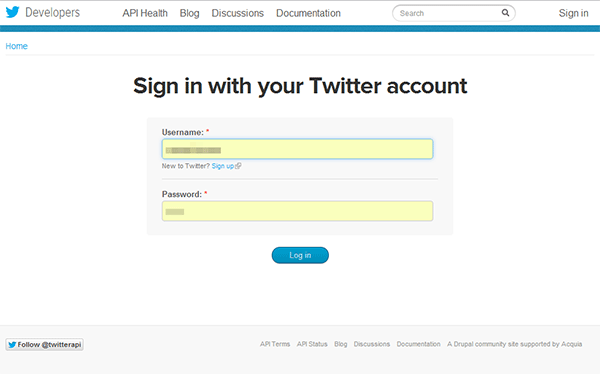 Developers API Health Blog Discussions Documentation Search Sign in
Home
Sign in with your Twitter account
Username: *
New to Twitter? Sign up
Password: *
Log in
Follow @twitterapi API Terms API Status Blog Discussions Documentation A Drupal community site supported by Acquia